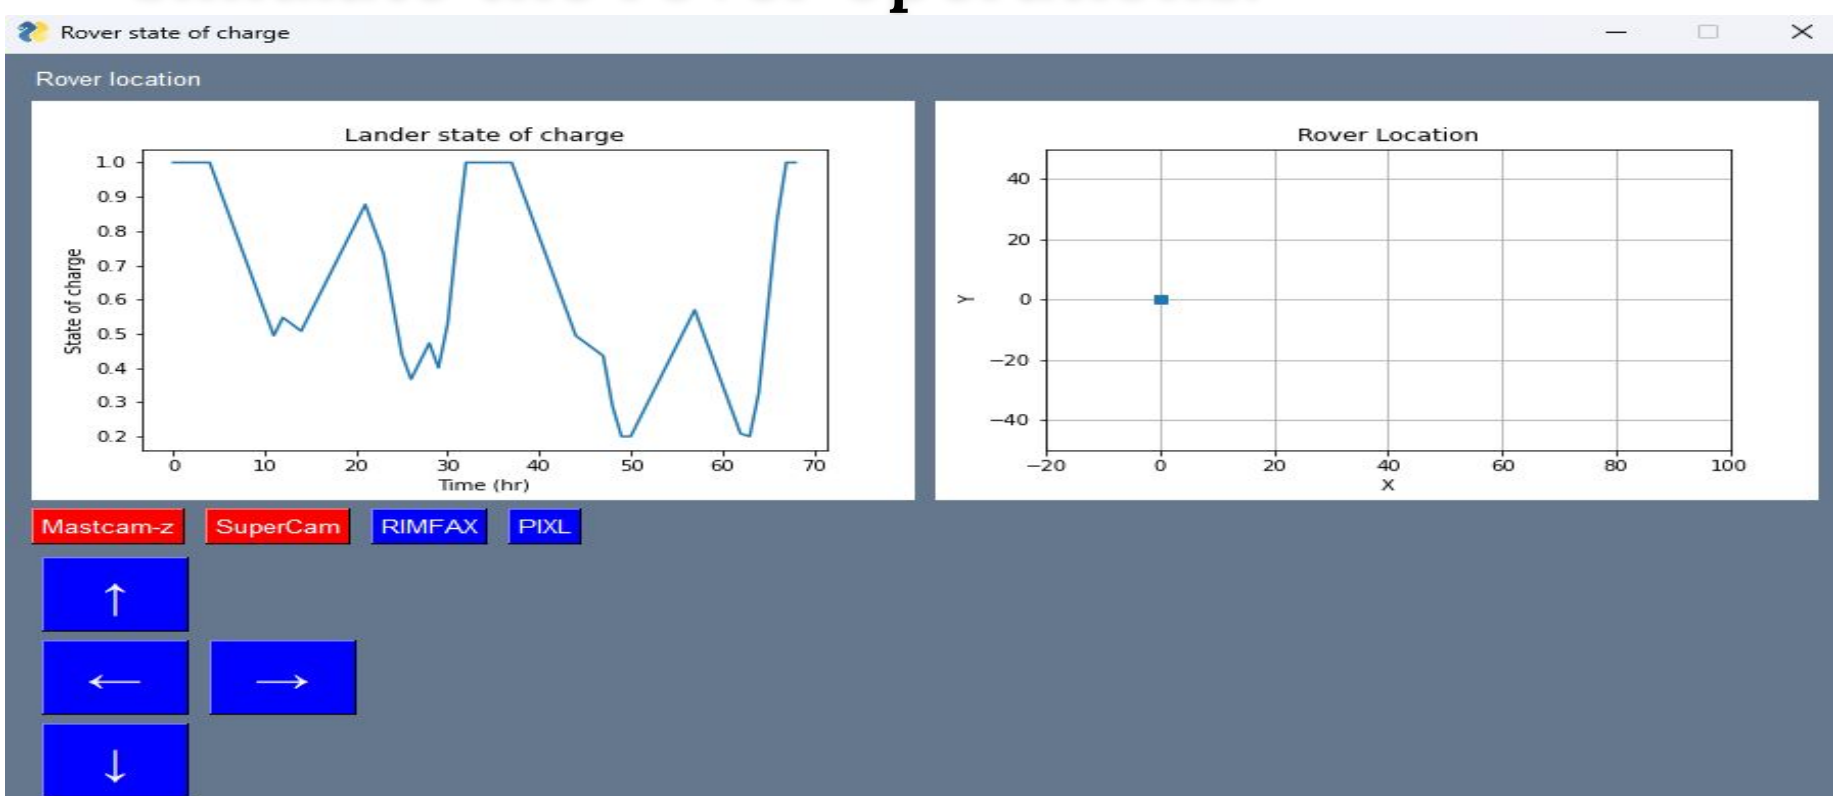 Rover state of charge
Rover location
Lander state of charge
1.0
0.9
0.8
0.7
0.6
0.5
0.4
0.3
0.2
State of charge
0 10 20 30 40 50 60 70
Time (hr)
Rover Location
40
20
0
−20
−40
Y
−20 0 20 40 60 80 100
X
Mastcam-z SuperCam RIMFAX PIXL
↑
← →
↓